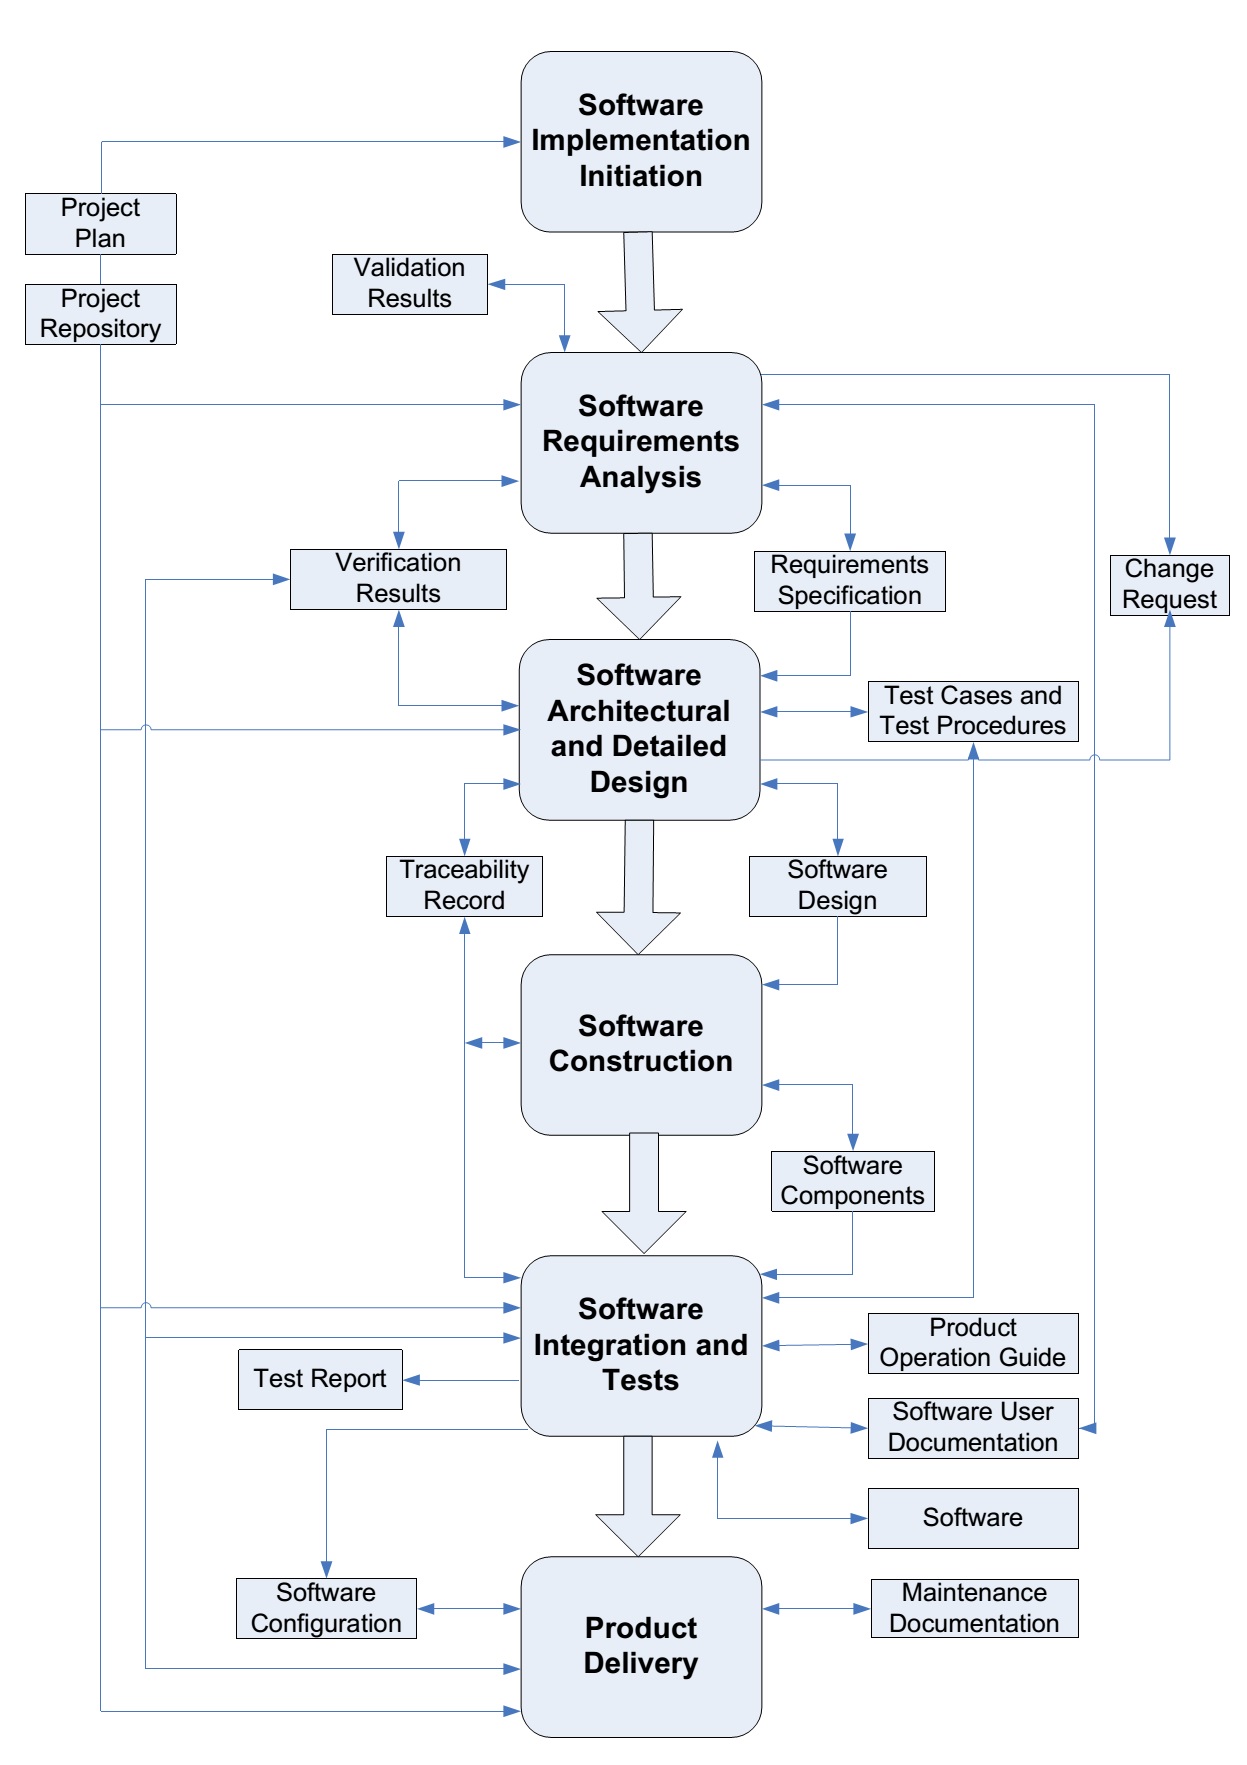 Software
Implementation
Initiation
Project
Plan
Validation
Results
Project
Repository
Software
Requirements
Analysis
Verification
Results
Requirements
Specification
Change
Request
Software
Architectural
and Detailed
Design
Test Cases and
Test Procedures
Traceability
Record
Software
Design
Software
Construction
Software
Components
Software
Integration and
Tests
Product
Operation Guide
Test Report
Software User
Documentation
Software
Software
Configuration
Product
Delivery
Maintenance
Documentation